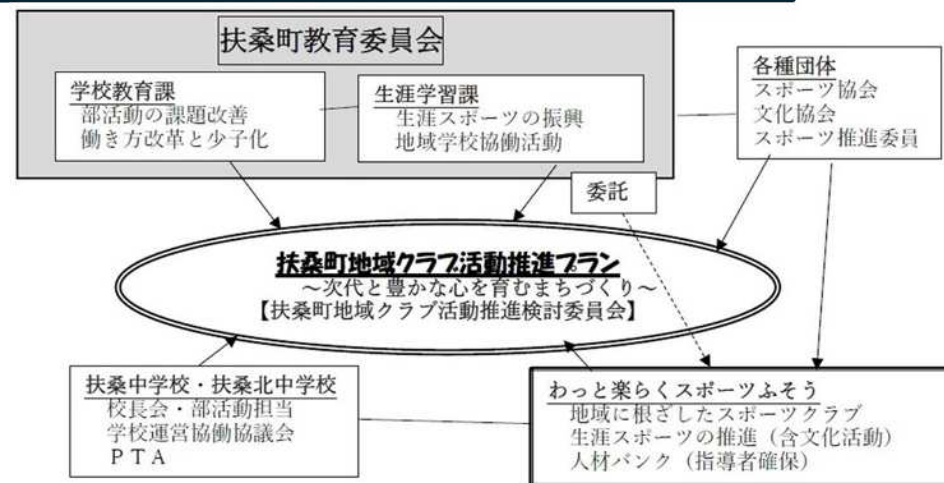 扶桑町教育委員会
学校教育課
部活動の課題改善
働き方改革と少子化
生涯学習課
生涯スポーツの振興
地域学校協働活動
各種団体
スポーツ協会
文化協会
スポーツ推進委員
委託
扶桑町地域クラブ活動推進プラン
～次代と豊かな心を育むまちづくり～
【扶桑町地域クラブ活動推進検討委員会】
扶桑中学校・扶桑北中学校
校長会・部活動担当
学校運営協働協議会
ＰＴＡ
わっと楽らくスポーツふそう
地域に根ざしたスポーツクラブ
生涯スポーツの推進（含文化活動）
人材バンク（指導者確保）